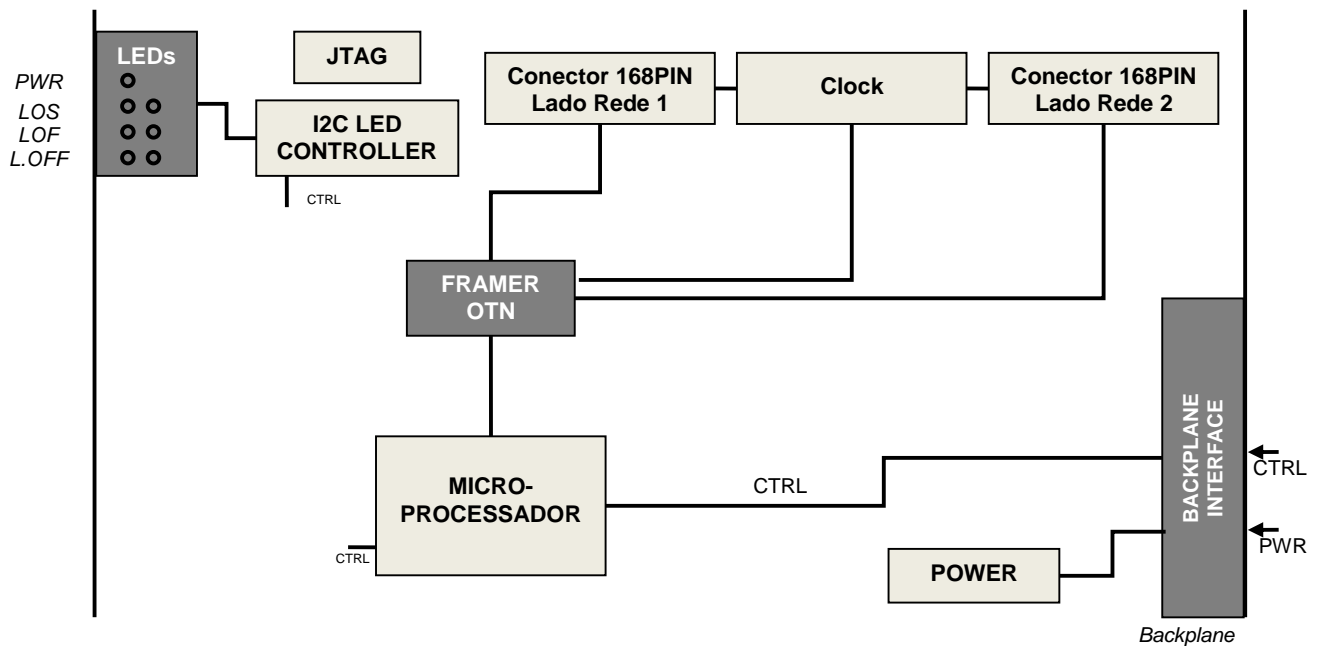 LEDs
PWR
LOS
LOF
L.OFF
JTAG
I2C LED
CONTROLLER
CTRL
Conector 168PIN
Lado Rede 1
Clock
Conector 168PIN
Lado Rede 2
FRAMER
OTN
MICRO-
PROCESSADOR
CTRL
CTRL
POWER
BACKPLANE
INTERFACE
CTRL
PWR
Backplane